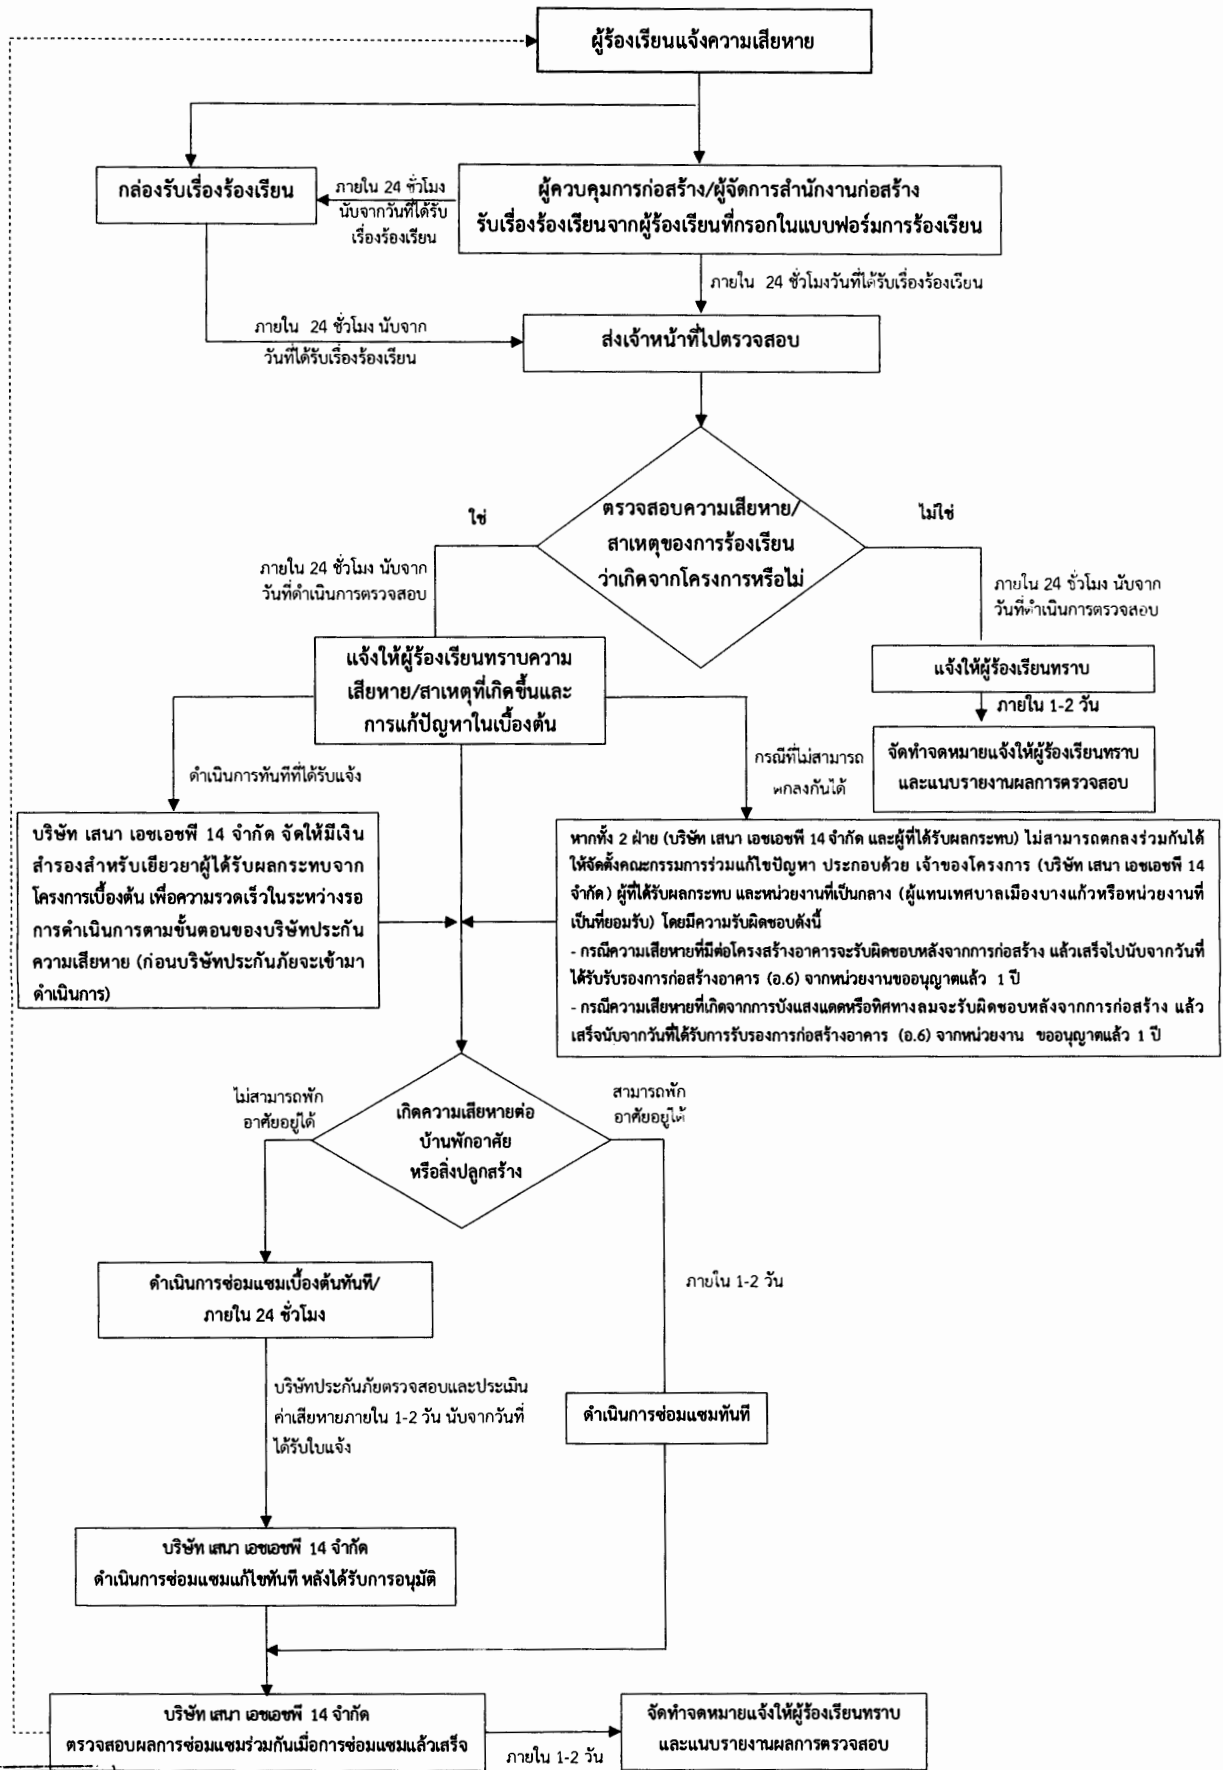 ผู้ร้องเรียนแจ้งความเสียหาย
กล่องรับเรื่องร้องเรียน
ภายใน 24 ชั่วโมง
นับจากวันที่ได้รับ
เรื่องร้องเรียน
ผู้ควบคุมการก่อสร้าง/ผู้จัดการสำนักงานก่อสร้าง
รับเรื่องร้องเรียนจากผู้ร้องเรียนที่กรอกในแบบฟอร์มการร้องเรียน
ภายใน 24 ชั่วโมงวันที่ได้รับเรื่องร้องเรียน
ภายใน 24 ชั่วโมง นับจาก
วันที่ได้รับเรื่องร้องเรียน
ส่งเจ้าหน้าที่ไปตรวจสอบ
ตรวจสอบความเสียหาย/
สาเหตุของการร้องเรียน
ว่าเกิดจากโครงการหรือไม่
ใช่
ไม่ใช่
ภายใน 24 ชั่วโมง นับจาก
วันที่ดำเนินการตรวจสอบ
ภายใน 24 ชั่วโมง นับจาก
วันที่ดำเนินการตรวจสอบ
แจ้งให้ผู้ร้องเรียนทราบความ
เสียหาย/สาเหตุที่เกิดขึ้นและ
การแก้ปัญหาในเบื้องต้น
แจ้งให้ผู้ร้องเรียนทราบ
ภายใน 1-2 วัน
จัดทำจดหมายแจ้งให้ผู้ร้องเรียนทราบ
และแนบรายงานผลการตรวจสอบ
ดำเนินการทันทีที่ได้รับแจ้ง
กรณีที่ไม่สามารถ
ตกลงกันได้
บริษัท เสนา เอชเอชพี 14 จำกัด จัดให้มีเงิน
สำรองสำหรับเยียวยาผู้ได้รับผลกระทบจาก
โครงการเบื้องต้น เพื่อความรวดเร็วในระหว่างรอ
การดำเนินการตามขั้นตอนของบริษัทประกัน
ความเสียหาย (ก่อนบริษัทประกันภัยจะเข้ามา
ดำเนินการ)
หากทั้ง 2 ฝ่าย (บริษัท เสนา เอชเอชพี 14 จำกัด และผู้ที่ได้รับผลกระทบ) ไม่สามารถตกลงร่วมกันได้
ให้จัดตั้งคณะกรรมการร่วมแก้ไขปัญหา ประกอบด้วย เจ้าของโครงการ (บริษัท เสนา เอชเอชพี 14
จำกัด) ผู้ที่ได้รับผลกระทบ และหน่วยงานที่เป็นกลาง (ผู้แทนเทศบาลเมืองบางแก้วหรือหน่วยงานที่
เป็นที่ยอมรับ) โดยมีความรับผิดชอบดังนี้
- กรณีความเสียหายที่มีต่อโครงสร้างอาคารจะรับผิดชอบหลังจากการก่อสร้าง แล้วเสร็จไปนับจากวันที่
ได้รับรับรองการก่อสร้างอาคาร (อ.6) จากหน่วยงานขออนุญาตแล้ว 1 ปี
- กรณีความเสียหายที่เกิดจากการบังแสงแดดหรือทิศทางลมจะรับผิดชอบหลังจากการก่อสร้าง แล้ว
เสร็จนับจากวันที่ได้รับการรับรองการก่อสร้างอาคาร (อ.6) จากหน่วยงาน ขออนุญาตแล้ว 1 ปี
ไม่สามารถพัก
อาศัยอยู่ได้
เกิดความเสียหายต่อ
บ้านพักอาศัย
หรือสิ่งปลูกสร้าง
สามารถพัก
อาศัยอยู่ได้
ดำเนินการซ่อมแซมเบื้องต้นทันที/
ภายใน 24 ชั่วโมง
ภายใน 1-2 วัน
บริษัทประกันภัยตรวจสอบและประเมิน
ค่าเสียหายภายใน 1-2 วัน นับจากวันที่
ได้รับใบแจ้ง
ดำเนินการซ่อมแซมทันที
บริษัท เสนา เอชเอชพี 14 จำกัด
ดำเนินการซ่อมแซมแก้ไขทันที หลังได้รับการอนุมัติ
บริษัท เสนา เอชเอชพี 14 จำกัด
ตรวจสอบผลการซ่อมแซมร่วมกันเมื่อการซ่อมแซมแล้วเสร็จ
ภายใน 1-2 วัน
จัดทำจดหมายแจ้งให้ผู้ร้องเรียนทราบ
และแนบรายงานผลการตรวจสอบ